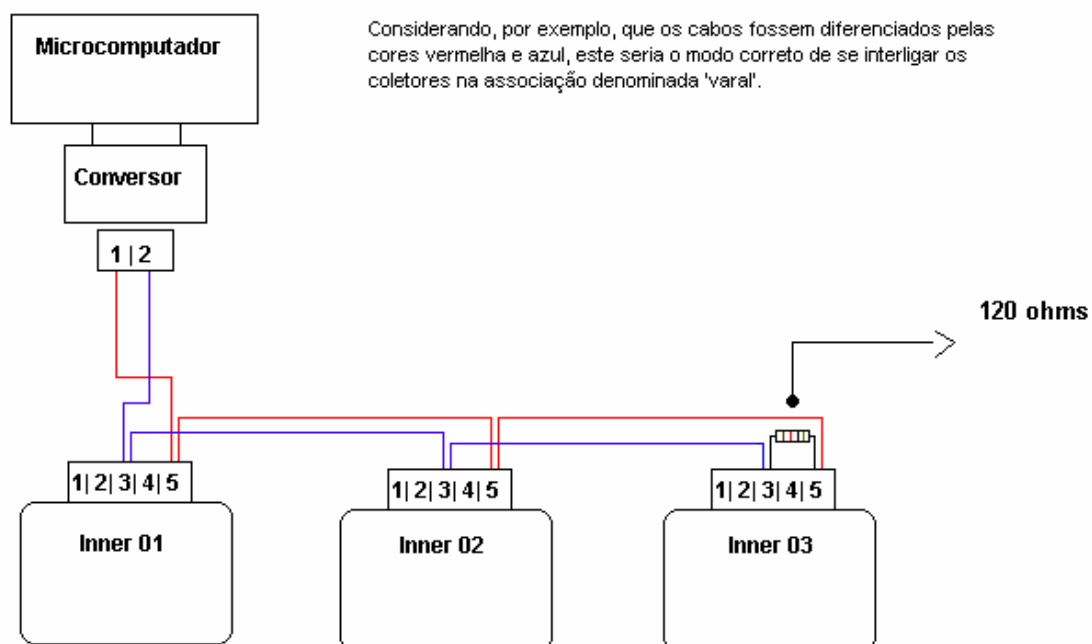 Microcomputador
Considerando, por exemplo, que os cabos fossem diferenciados pelas
cores vermelha e azul, este seria o modo correto de se interligar os
coletores na associação denominada 'varal'.
Conversor
1 | 2
120 ohms
1| 2| 3| 4| 5
1| 2| 3| 4| 5
1| 2| 3| 4| 5
Inner 01
Inner 02
Inner 03